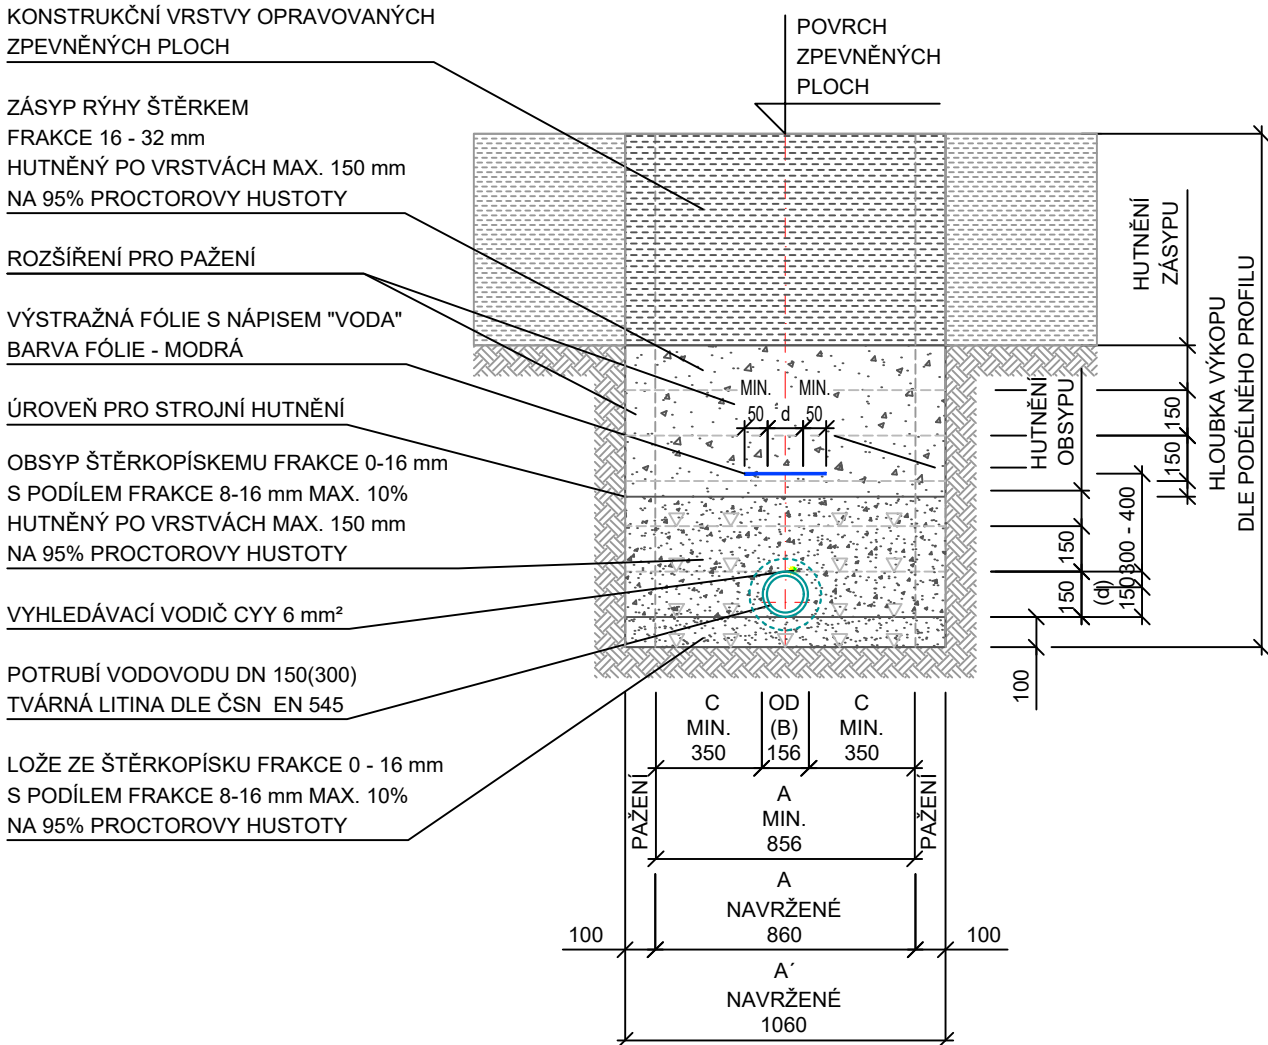 KONSTRUKČNÍ VRSTVY OPRAVOVANÝCH
ZPEVNĚNÝCH PLOCH
ZÁSYP RÝHY ŠTĚRKEM
FRAKCE 16 - 32 mm
HUTNĚNÝ PO VRSTVÁCH MAX. 150 mm
NA 95% PROCTOROVY HUSTOTY
ROZŠÍŘENÍ PRO PAŽENÍ
VÝSTRAŽNÁ FÓLIE S NÁPISEM "VODA"
BARVA FÓLIE - MODRÁ
ÚROVEŇ PRO STROJNÍ HUTNĚNÍ
OBSYP ŠTĚRKOPÍSKEMU FRAKCE 0-16 mm
S PODÍLEM FRAKCE 8-16 mm MAX. 10%
HUTNĚNÝ PO VRSTVÁCH MAX. 150 mm
NA 95% PROCTOROVY HUSTOTY
VYHLEDÁVACÍ VODIČ CYY 6 mm²
POTRUBÍ VODOVODU DN 150(300)
TVÁRNÁ LITINA DLE ČSN EN 545
LOŽE ZE ŠTĚRKOPÍSKU FRAKCE 0 - 16 mm
S PODÍLEM FRAKCE 8-16 mm MAX. 10%
NA 95% PROCTOROVY HUSTOTY
POVRCH
ZPEVNĚNÝCH
PLOCH
MIN. MIN.
50 d 50
HUTNĚNÍ
ZÁSYPU
HUTNĚNÍ
OBSYPU
HLOUBKA VÝKOPU
DLE PODÉLNÉHO PROFILU
150
150
150
150
300 - 400
(d)
150
100
C
MIN.
350
OD
(B)
156
C
MIN.
350
PAŽENÍ
PAŽENÍ
A
MIN.
856
A
NAVRŽENÉ
860
100
100
A´
NAVRŽENÉ
1060